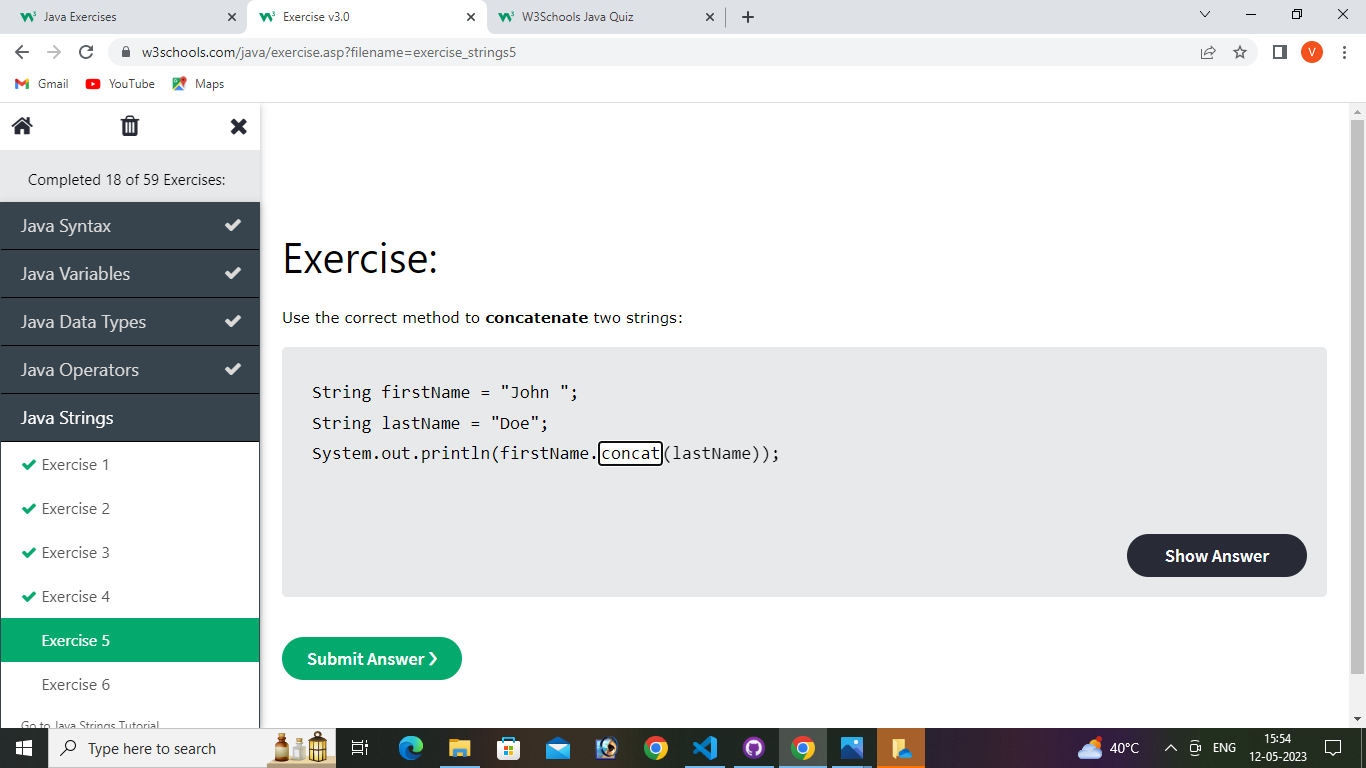 Java Exercises
Exercise v3.0
W3Schools Java Quiz
w3schools.com/java/exercise.asp?filename=exercise_strings5
V
Gmail
YouTube
Maps
Completed 18 of 59 Exercises:
Java Syntax
Java Variables
Java Data Types
Java Operators
Java Strings
Exercise 1
Exercise 2
Exercise 3
Exercise 4
Exercise 5
Exercise 6
Go to Java Strings Tutorial
Exercise:
Use the correct method to concatenate two strings:
String firstName = "John ";
String lastName = "Doe";
System.out.println(firstName.concat(lastName));
Show Answer
Submit Answer ❯
Type here to search
40°C
ENG
15:54
12-05-2023